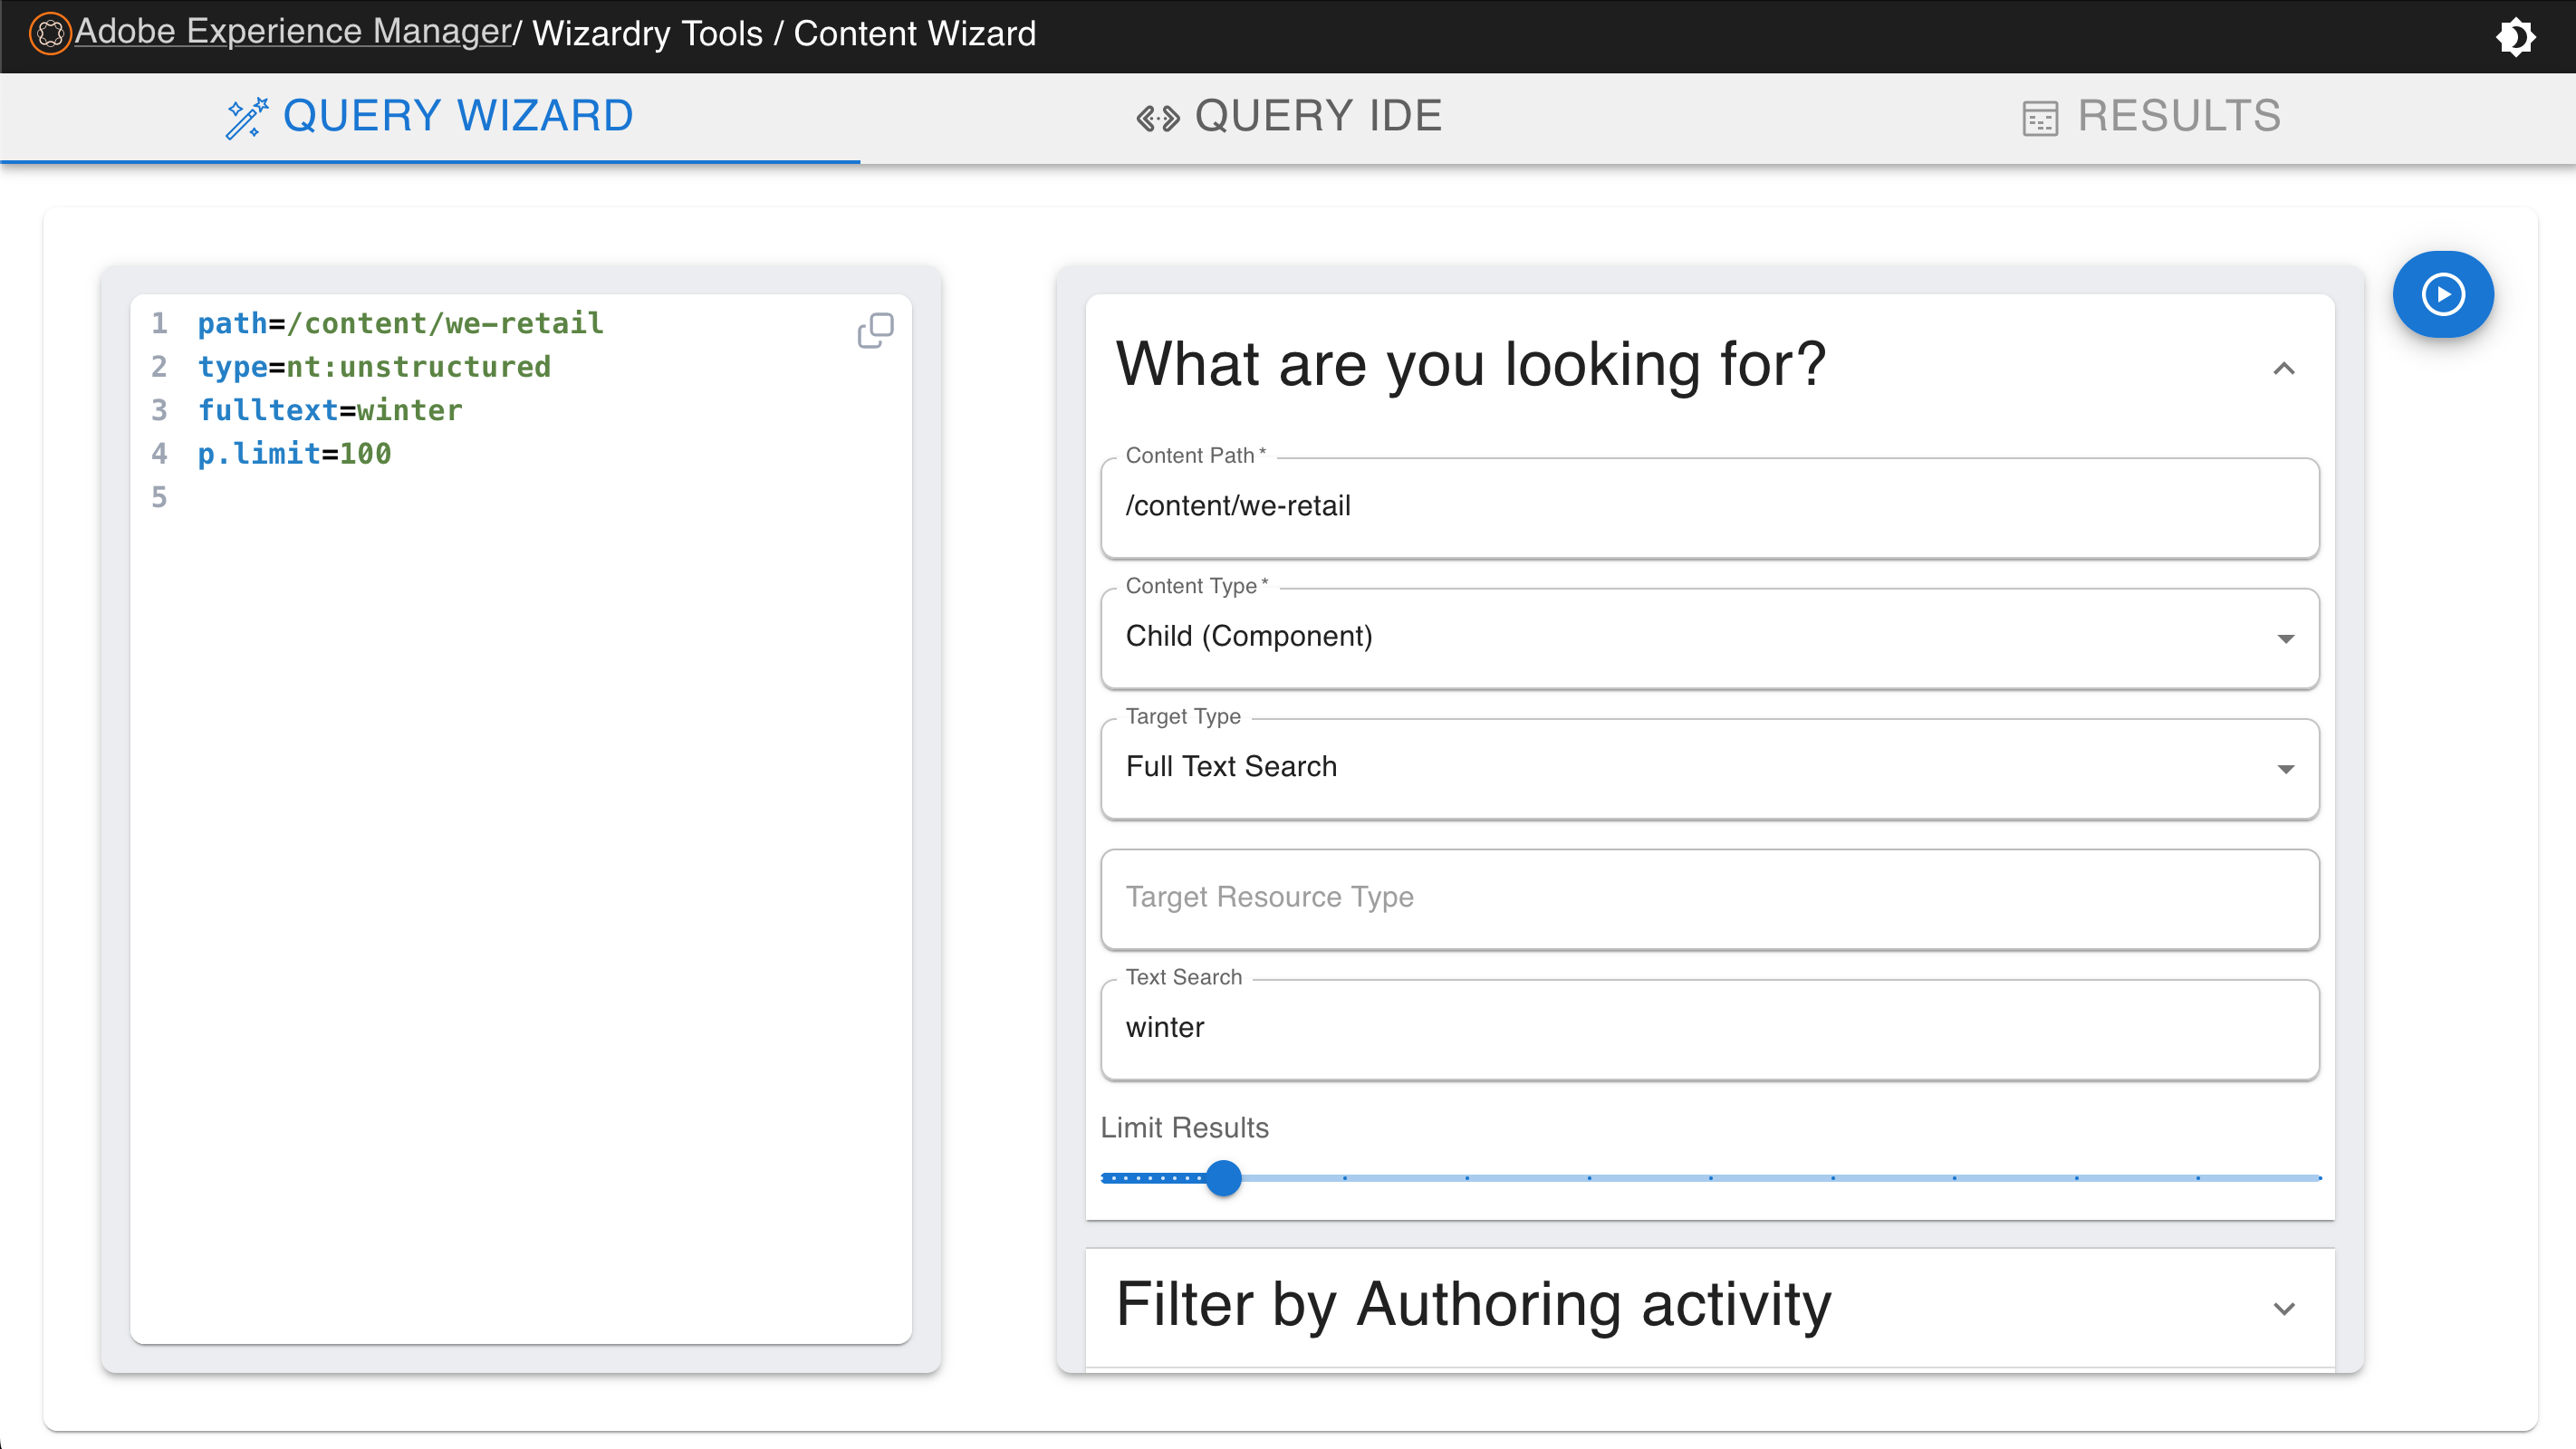 Adobe Experience Manager/ Wizardry Tools / Content Wizard
QUERY WIZARD
QUERY IDE
RESULTS
1 path=/content/we-retail
2 type=nt:unstructured
3 fulltext=winter
4 p.limit=100
5
What are you looking for?
Content Path *
/content/we-retail
Content Type *
Child (Component)
Target Type
Full Text Search
Target Resource Type
Text Search
winter
Limit Results
Filter by Authoring activity